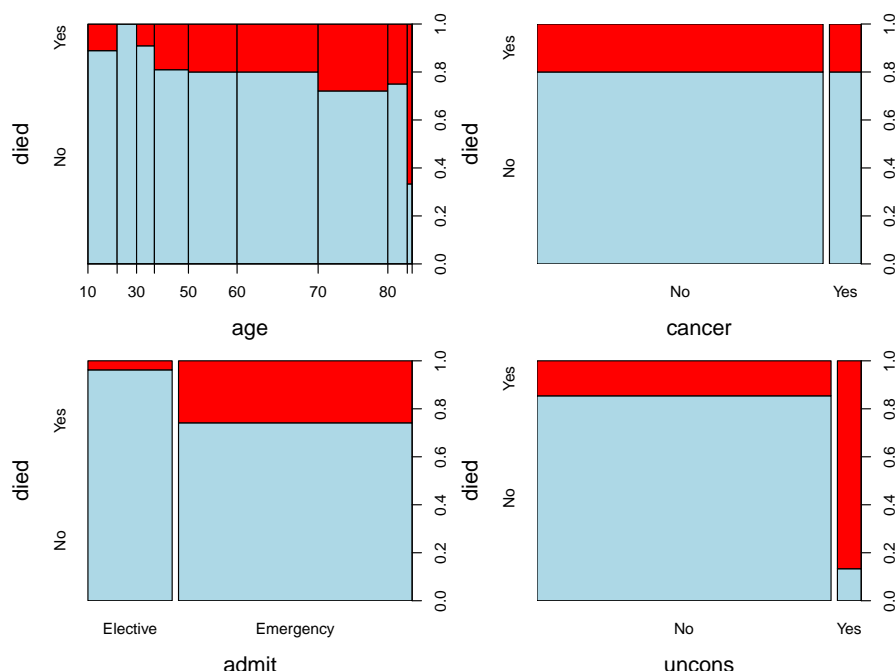 died
Yes
No
0.0 0.2 0.4 0.6 0.8 1.0
10 30 50 60 70 80
age
died
Yes
No
0.0 0.2 0.4 0.6 0.8 1.0
No Yes
cancer
died
Yes
No
0.0 0.2 0.4 0.6 0.8 1.0
Elective Emergency
admit
died
Yes
No
0.0 0.2 0.4 0.6 0.8 1.0
No Yes
uncons